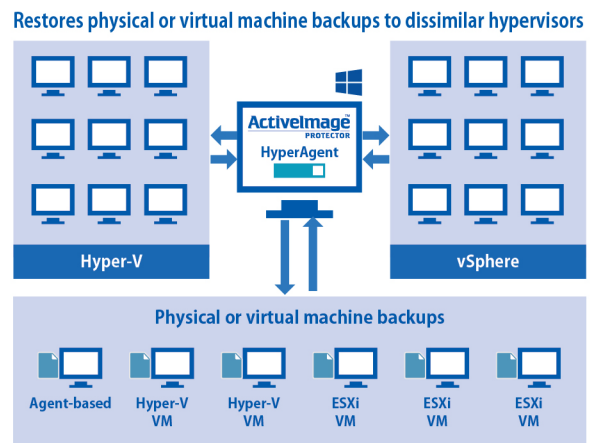 Restores physical or virtual machine backups to dissimilar hypervisors
ActiveImage™
PROTECTOR
HyperAgent
Hyper-V
vSphere
Physical or virtual machine backups
Agent-based
Hyper-V
VM
Hyper-V
VM
ESXi
VM
ESXi
VM
ESXi
VM